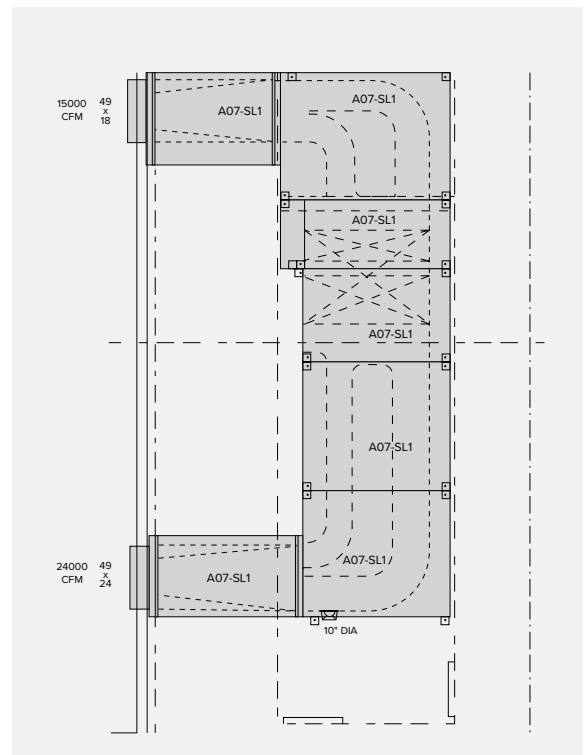 15000
CFM
49
x
18
A07-SL1
A07-SL1
A07-SL1
A07-SL1
A07-SL1
24000
CFM
49
x
24
A07-SL1
A07-SL1
10" DIA